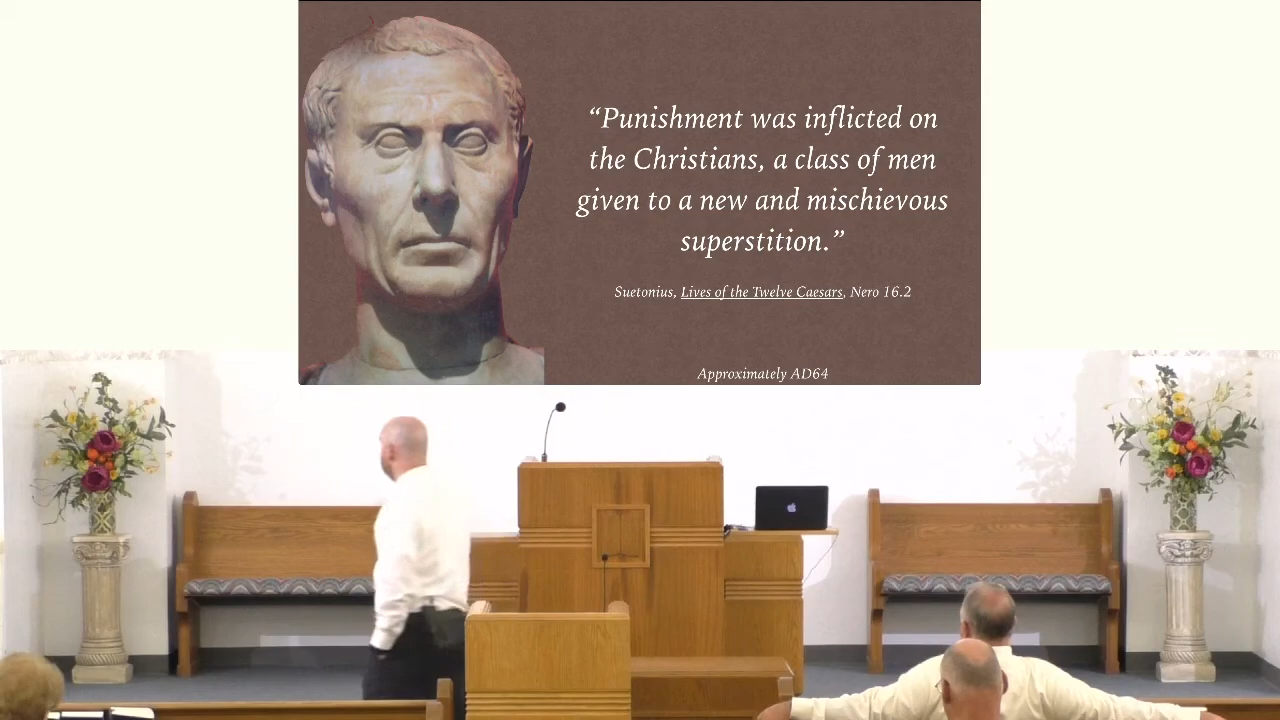 “Punishment was inflicted on
the Christians, a class of men
given to a new and mischievous
superstition.”
Suetonius, Lives of the Twelve Caesars, Nero 16.2
Approximately AD64